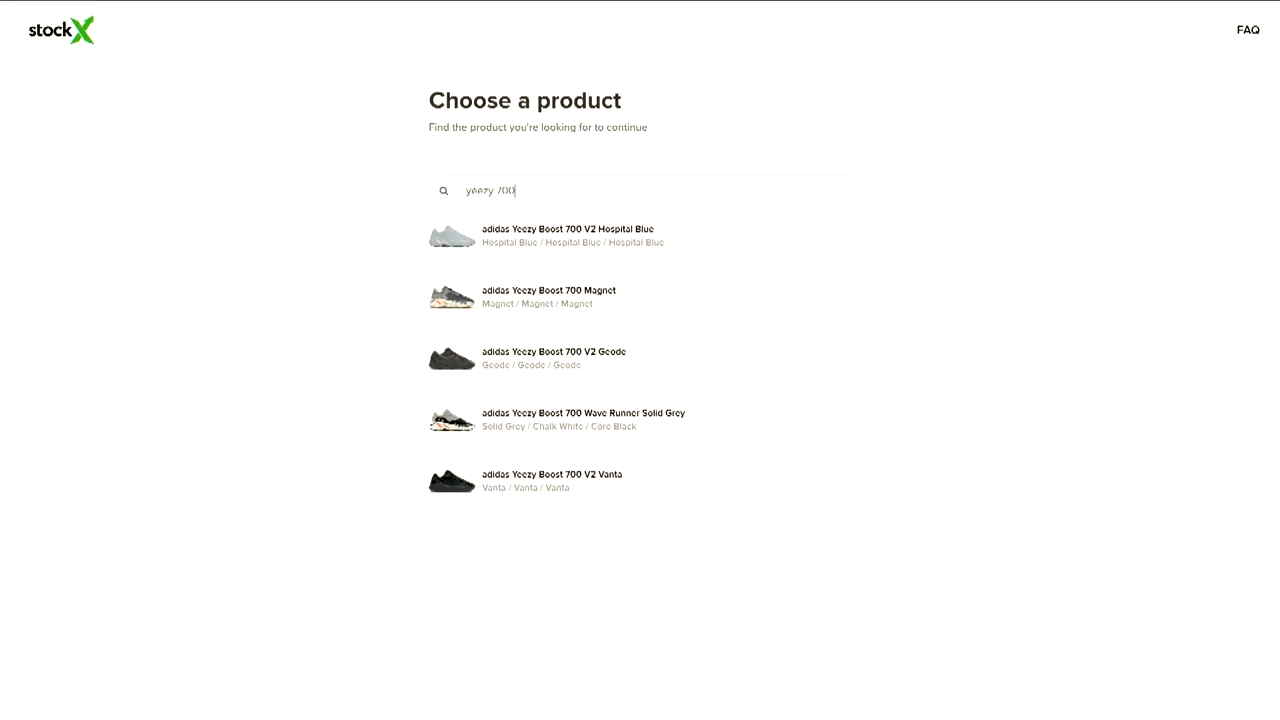 stockX
FAQ
Choose a product
Find the product you're looking for to continue
yeezy 700
adidas Yeezy Boost 700 V2 Hospital Blue
Hospital Blue / Hospital Blue / Hospital Blue
adidas Yeezy Boost 700 Magnet
Magnet / Magnet / Magnet
adidas Yeezy Boost 700 V2 Geode
Geode / Geode / Geode
adidas Yeezy Boost 700 Wave Runner Solid Grey
Solid Grey / Chalk White / Core Black
adidas Yeezy Boost 700 V2 Vanta
Vanta / Vanta / Vanta